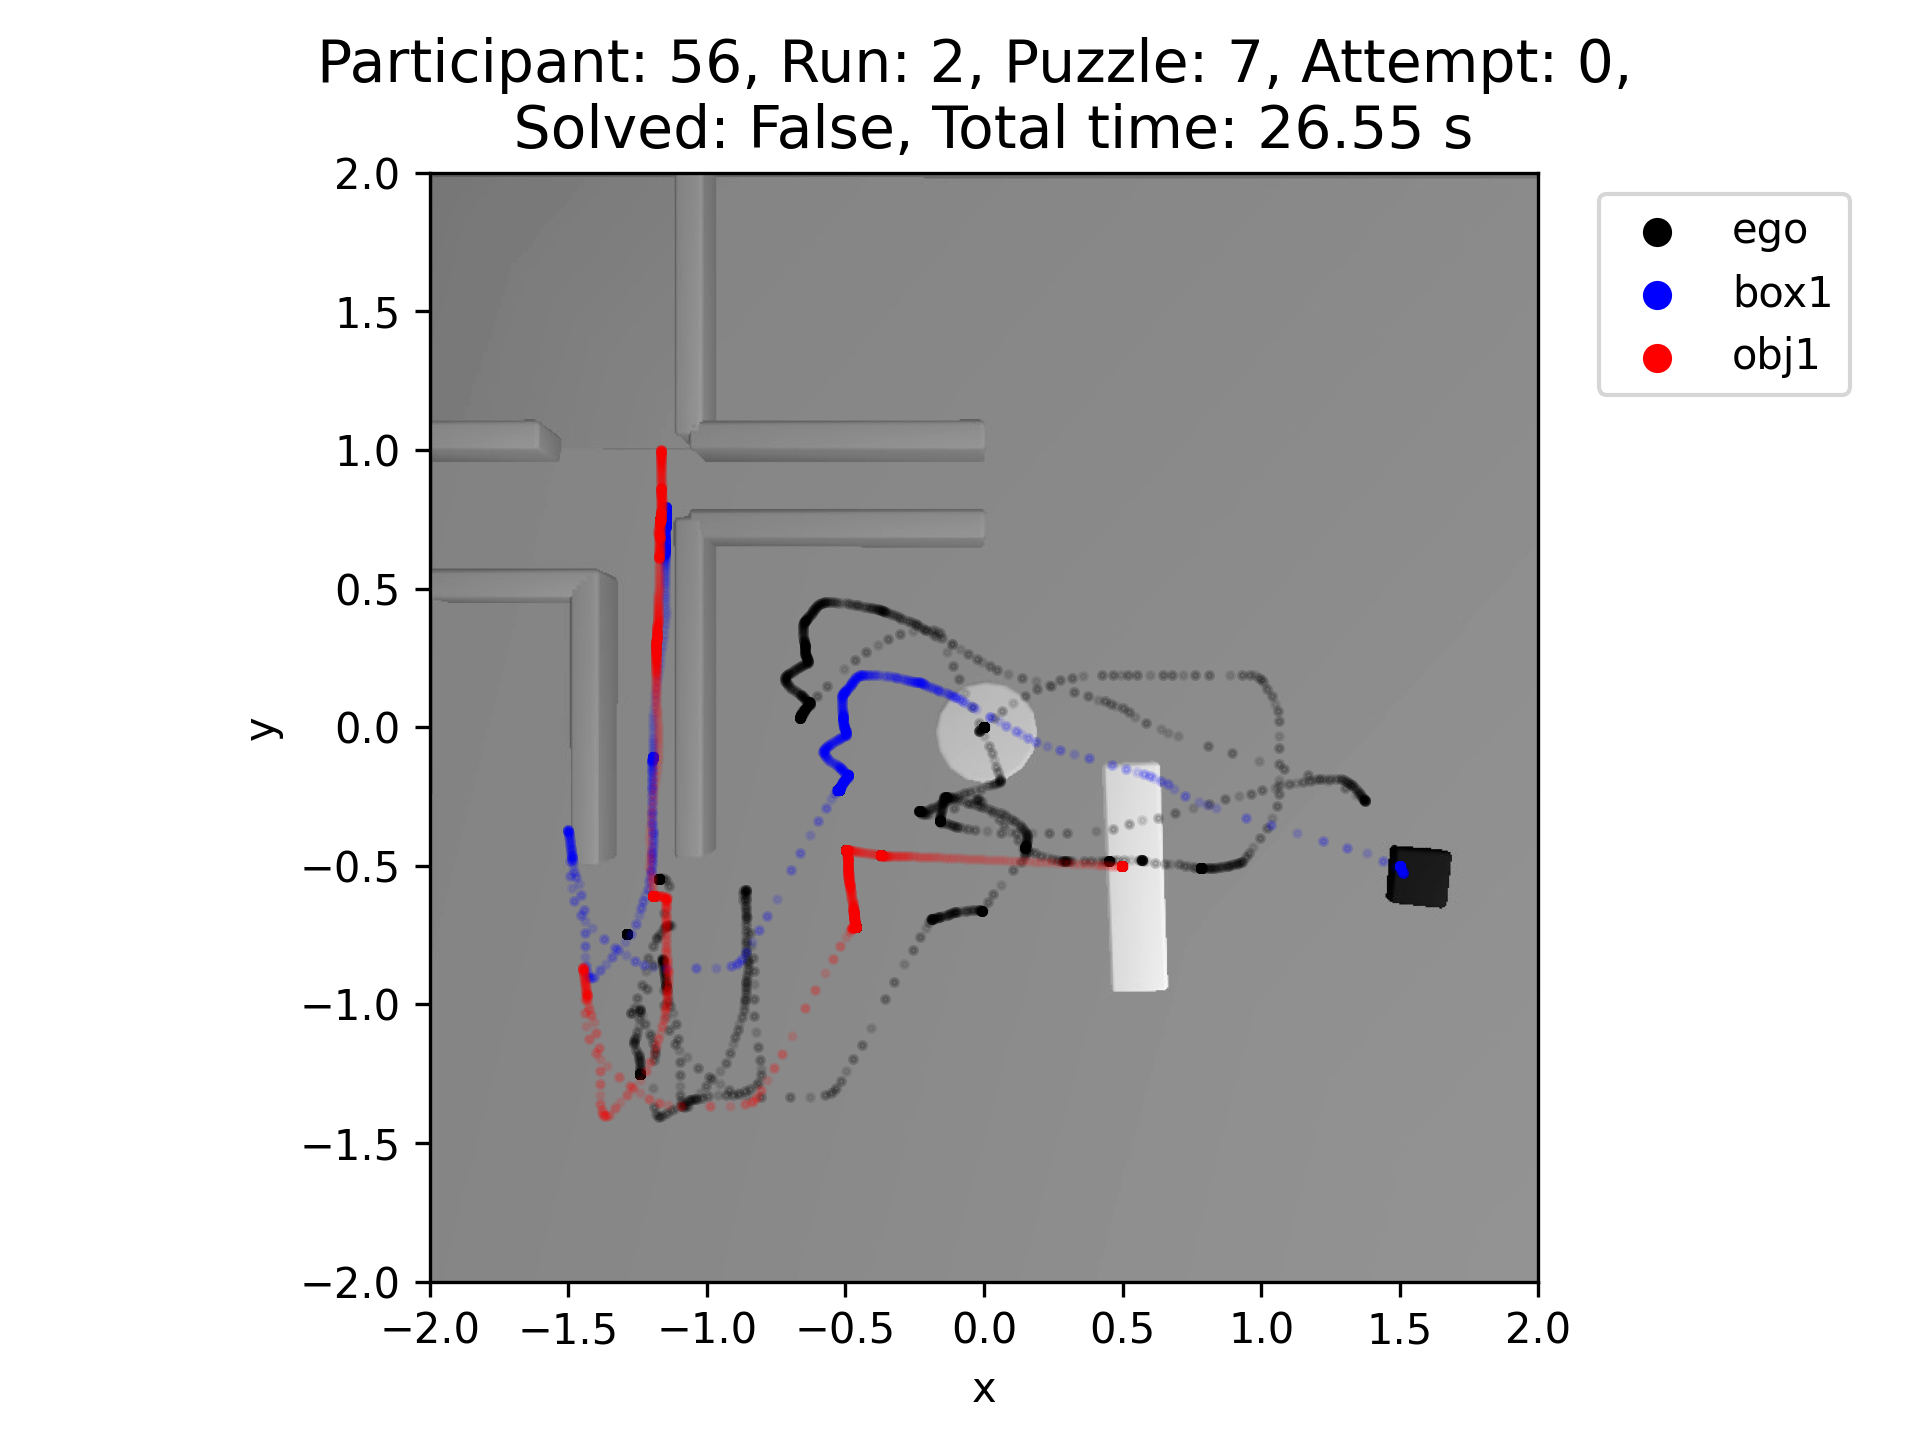 Participant: 56, Run: 2, Puzzle: 7, Attempt: 0,
Solved: False, Total time: 26.55 s
2.0
1.5
1.0
0.5
0.0
−0.5
−1.0
−1.5
−2.0
y
−2.0 −1.5 −1.0 −0.5 0.0 0.5 1.0 1.5 2.0
x
ego
box1
obj1